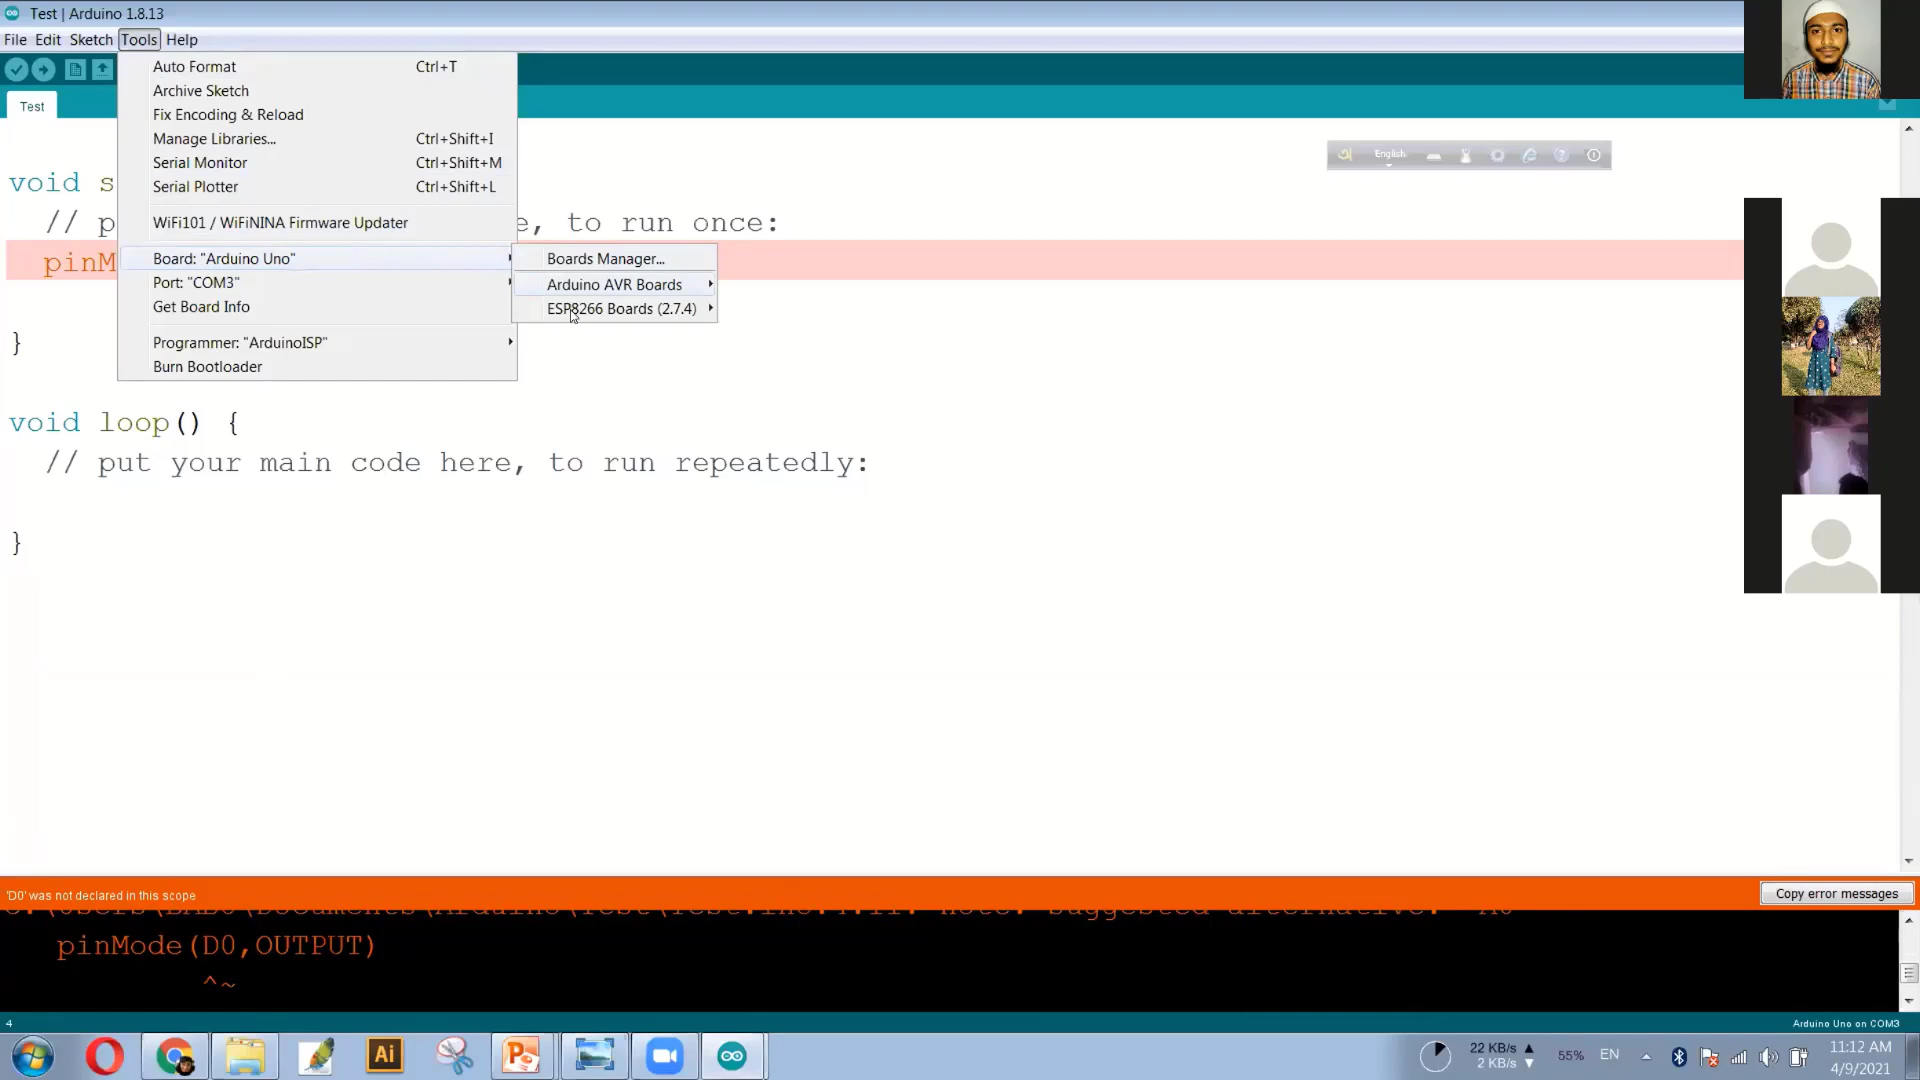 Test | Arduino 1.8.13
File Edit Sketch Tools Help
Auto Format Ctrl+T
Archive Sketch
Fix Encoding & Reload
Manage Libraries... Ctrl+Shift+I
Serial Monitor Ctrl+Shift+M
Serial Plotter Ctrl+Shift+L
WiFi101 / WiFiNINA Firmware Updater
Board: "Arduino Uno"
Port: "COM3"
Get Board Info
Programmer: "ArduinoISP"
Burn Bootloader
Boards Manager...
Arduino AVR Boards
ESP8266 Boards (2.7.4)
Test
English
void s
// p e, to run once:
pinM
}
void loop() {
// put your main code here, to run repeatedly:
}
'D0' was not declared in this scope
Copy error messages
pinMode(D0,OUTPUT)
^~
4
Arduino Uno on COM3
Ai
22 KB/s
2 KB/s
55%
EN
11:12 AM
4/9/2021